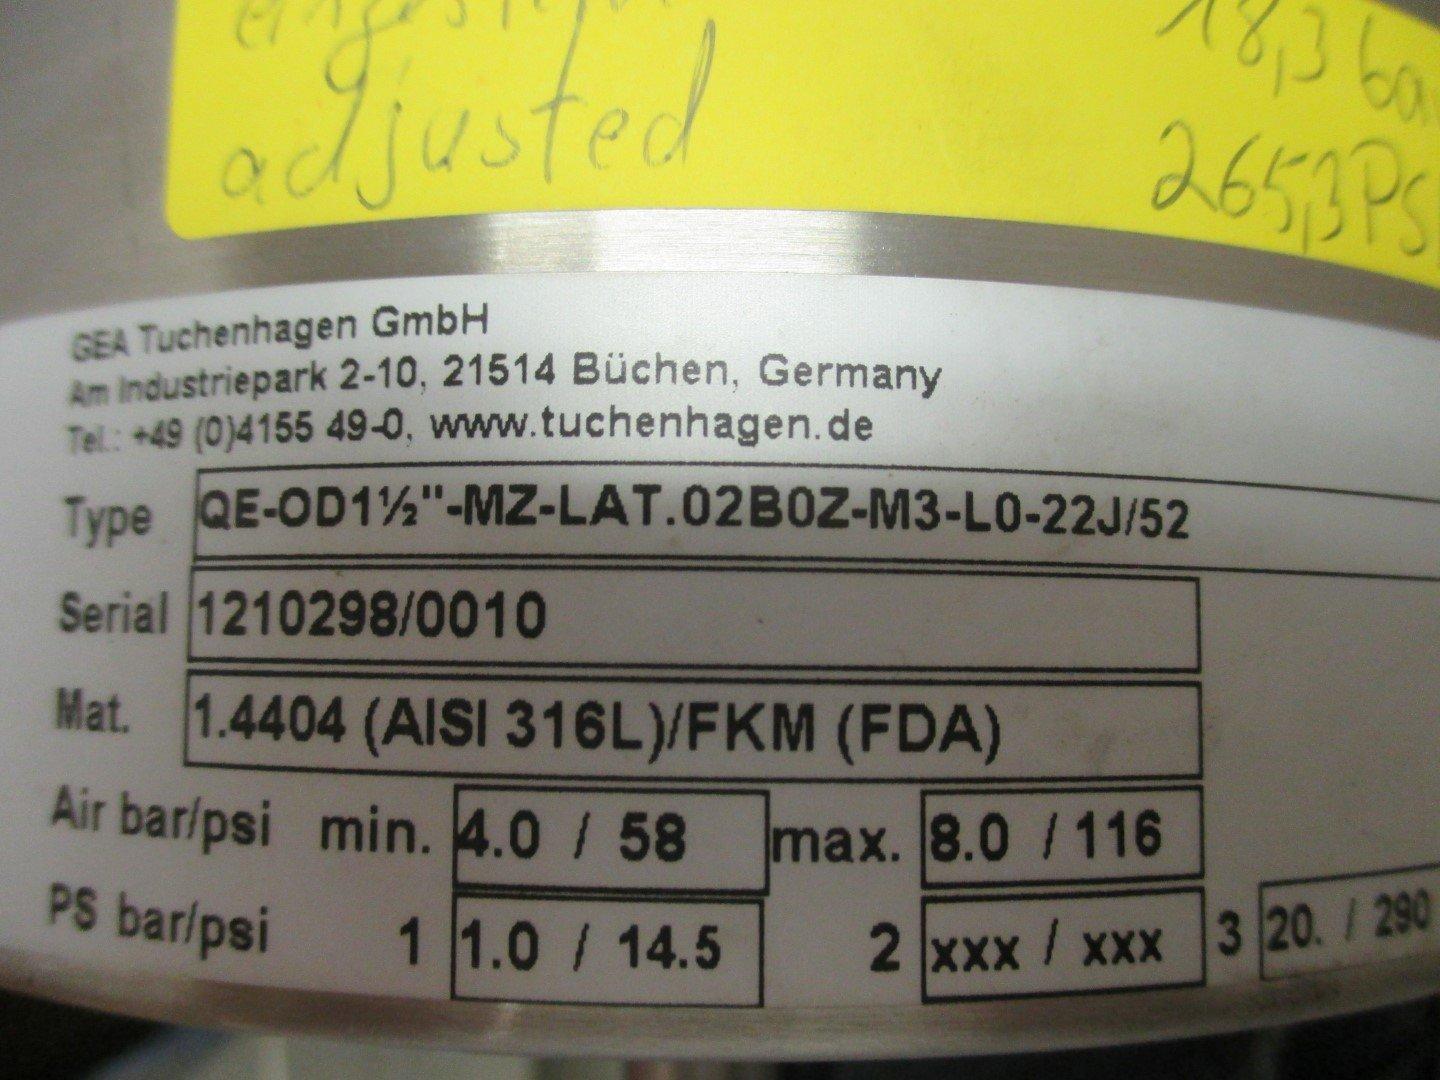 18,3 bar
adjusted 265,3 PSI
GEA Tuchenhagen GmbH
Am Industriepark 2-10, 21514 Büchen, Germany
Tel.: +49 (0)4155 49-0, www.tuchenhagen.de
Type QE-OD1½"-MZ-LAT.02B0Z-M3-L0-22J/52
Serial 1210298/0010
Mat. 1.4404 (AISI 316L)/FKM (FDA)
Air bar/psi min. 4.0 / 58 max. 8.0 / 116
PS bar/psi 1 1.0 / 14.5 2 xxx / xxx 3 20. / 290